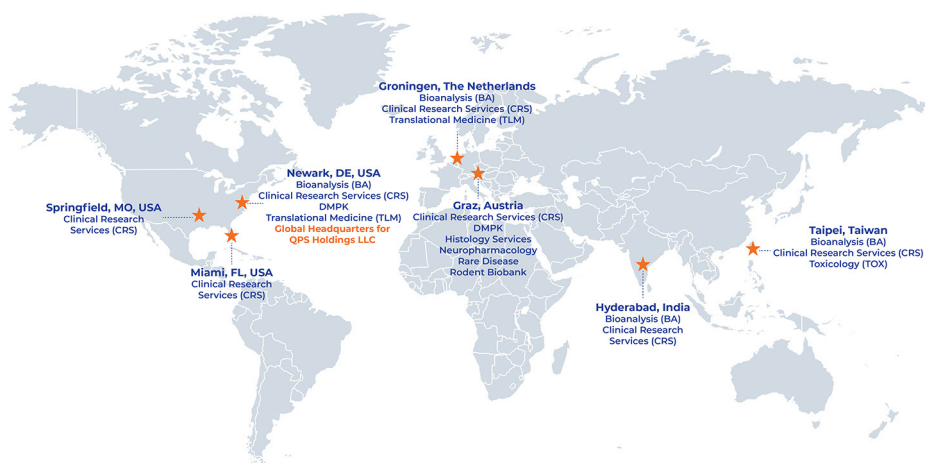 Groningen, The Netherlands
Bioanalysis (BA)
Clinical Research Services (CRS)
Translational Medicine (TLM)
Newark, DE, USA
Bioanalysis (BA)
Clinical Research Services (CRS)
DMPK
Translational Medicine (TLM)
Global Headquarters for
QPS Holdings LLC
Springfield, MO, USA
Clinical Research
Services (CRS)
Miami, FL, USA
Clinical Research
Services (CRS)
Graz, Austria
Clinical Research Services (CRS)
DMPK
Histology Services
Neuropharmacology
Rare Disease
Rodent Biobank
Taipei, Taiwan
Bioanalysis (BA)
Clinical Research Services (CRS)
Toxicology (TOX)
Hyderabad, India
Bioanalysis (BA)
Clinical Research
Services (CRS)